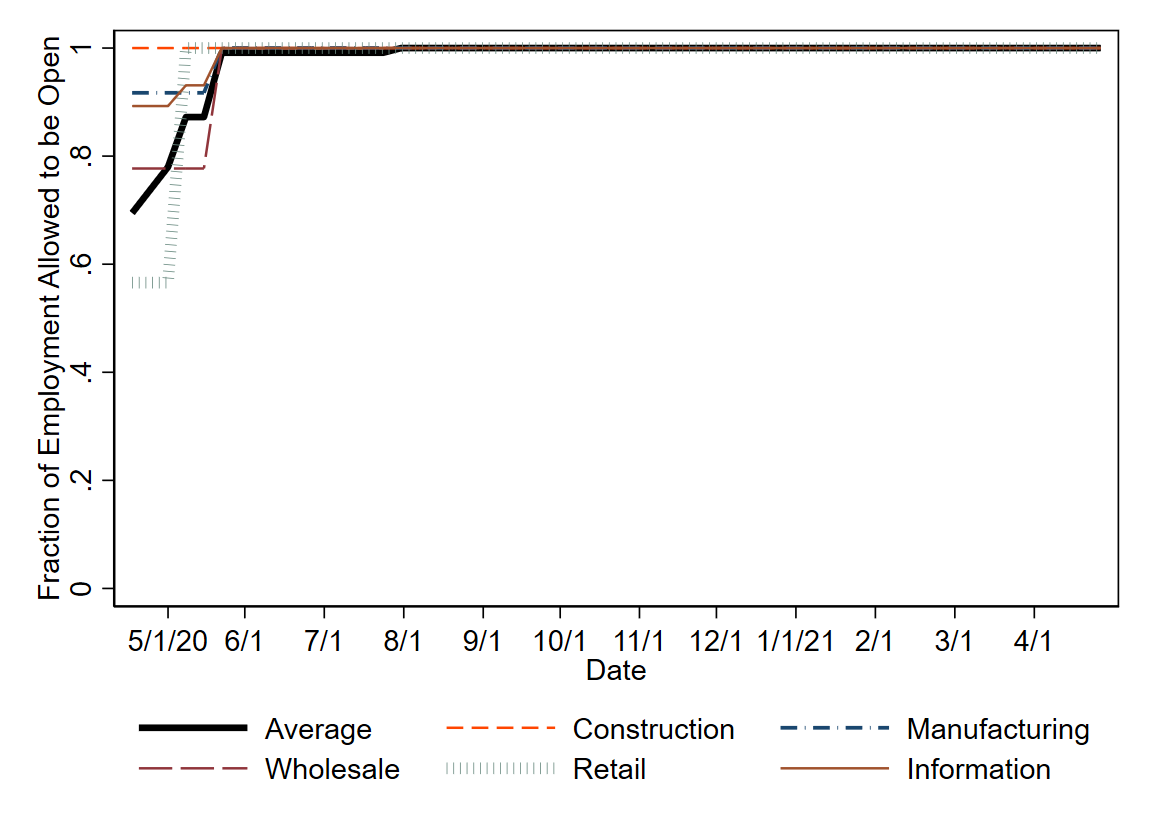 Fraction of Employment Allowed to be Open
1
.8
.6
.4
.2
0
5/1/20 6/1 7/1 8/1 9/1 10/1 11/1 12/1 1/1/21 2/1 3/1 4/1
Date
Average Construction Manufacturing
Wholesale Retail Information